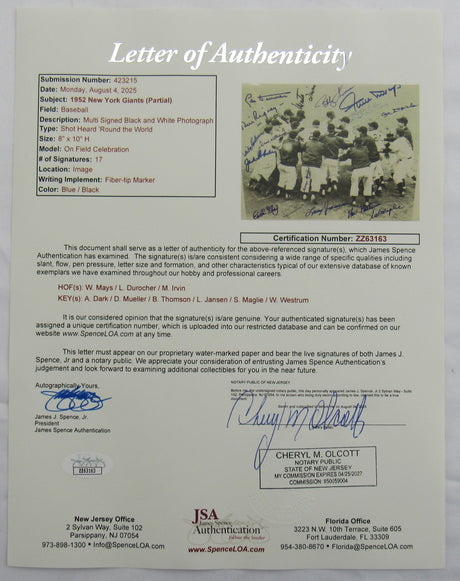 Letter of Authenticity
Submission Number: 423215
Date: Monday, August 4, 2025
Subject: 1952 New York Giants (Partial)
Field: Baseball
Description: Multi Signed Black and White Photograph
Type: Shot Heard 'Round the World
Size: 8" x 10" H
Model: On Field Celebration
# of Signatures: 17
Location: Image
Writing Implement: Fiber-tip Marker
Color: Blue / Black
Certification Number: ZZ63163
This document shall serve as a letter of authenticity for the above-referenced signature(s), which James Spence
Authentication has examined. The signature(s) is/are consistent considering a wide range of specific qualities including
slant, flow, pen pressure, letter size and formation, and other characteristics typical of our extensive database of known
exemplars we have examined throughout our hobby and professional careers.
HOF(s): W. Mays / L. Durocher / M. Irvin
KEY(s): A. Dark / D. Mueller / B. Thomson / L. Jansen / S. Maglie / W. Westrum
It is our considered opinion that the signature(s) is/are genuine. Your authenticated signature(s) has been
assigned a unique certification number, which is uploaded into our restricted database and can be confirmed on our
website www.SpenceLOA.com at any time.
This letter must appear on our proprietary water-marked paper and bear the live signatures of both James J.
Spence, Jr and a notary public. We appreciate your consideration of entrusting James Spence Authentication's
judgement and look forward to examining additional collectibles for you in the near future.
Autographically Yours,
James J. Spence, Jr.
President
James Spence Authentication
NOTARY PUBLIC OF NEW JERSEY
Cheryl M Olcott
CHERYL M. OLCOTT
NOTARY PUBLIC
STATE OF NEW JERSEY
MY COMMISSION EXPIRES 04/25/2027
COMMISSION: #50059004
JSA
ZZ63163
New Jersey Office
2 Sylvan Way, Suite 102
Parsippany, NJ 07054
973-898-1300 • Info@SpenceLOA.com
JSA
James Spence
Authentication
follow the leader
www.SpenceLOA.com
Florida Office
3223 N.W. 10th Terrace, Suite 605
Fort Lauderdale, FL 33309
954-380-8670 • Florida@SpenceLOA.com